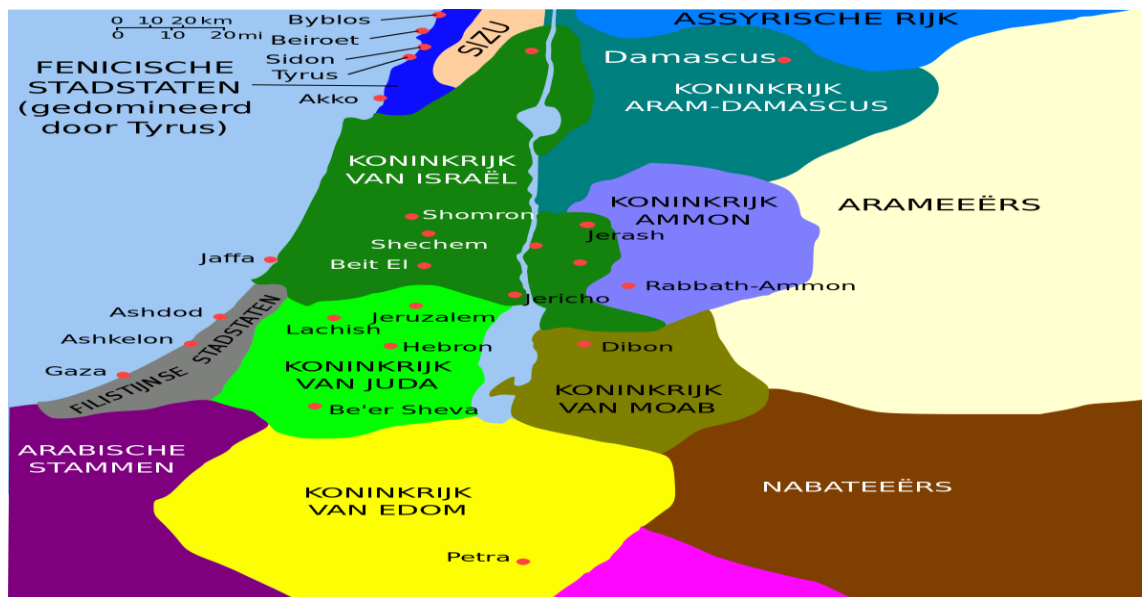 0 10 20 km
0 10 20 mi
Byblos
Beiroet
Sidon
Tyrus
FENICISCHE
STADSTATEN
(gedomineerd
door Tyrus)
Akko
SIZU
ASSYRISCHE RIJK
Damascus
KONINKRIJK
ARAM-DAMASCUS
KONINKRIJK
VAN ISRAËL
KONINKRIJK
AMMON
ARAMEEËRS
Shomron
Shechem
Jerash
Jaffa
Beit El
Rabbath-Ammon
Jericho
Ashdod
Jeruzalem
Lachish
Ashkelon
Hebron
Dibon
Gaza
FILISTIJNSE STADSTATEN
KONINKRIJK
VAN JUDA
KONINKRIJK
VAN MOAB
Be'er Sheva
ARABISCHE
STAMMEN
KONINKRIJK
VAN EDOM
NABATEEËRS
Petra